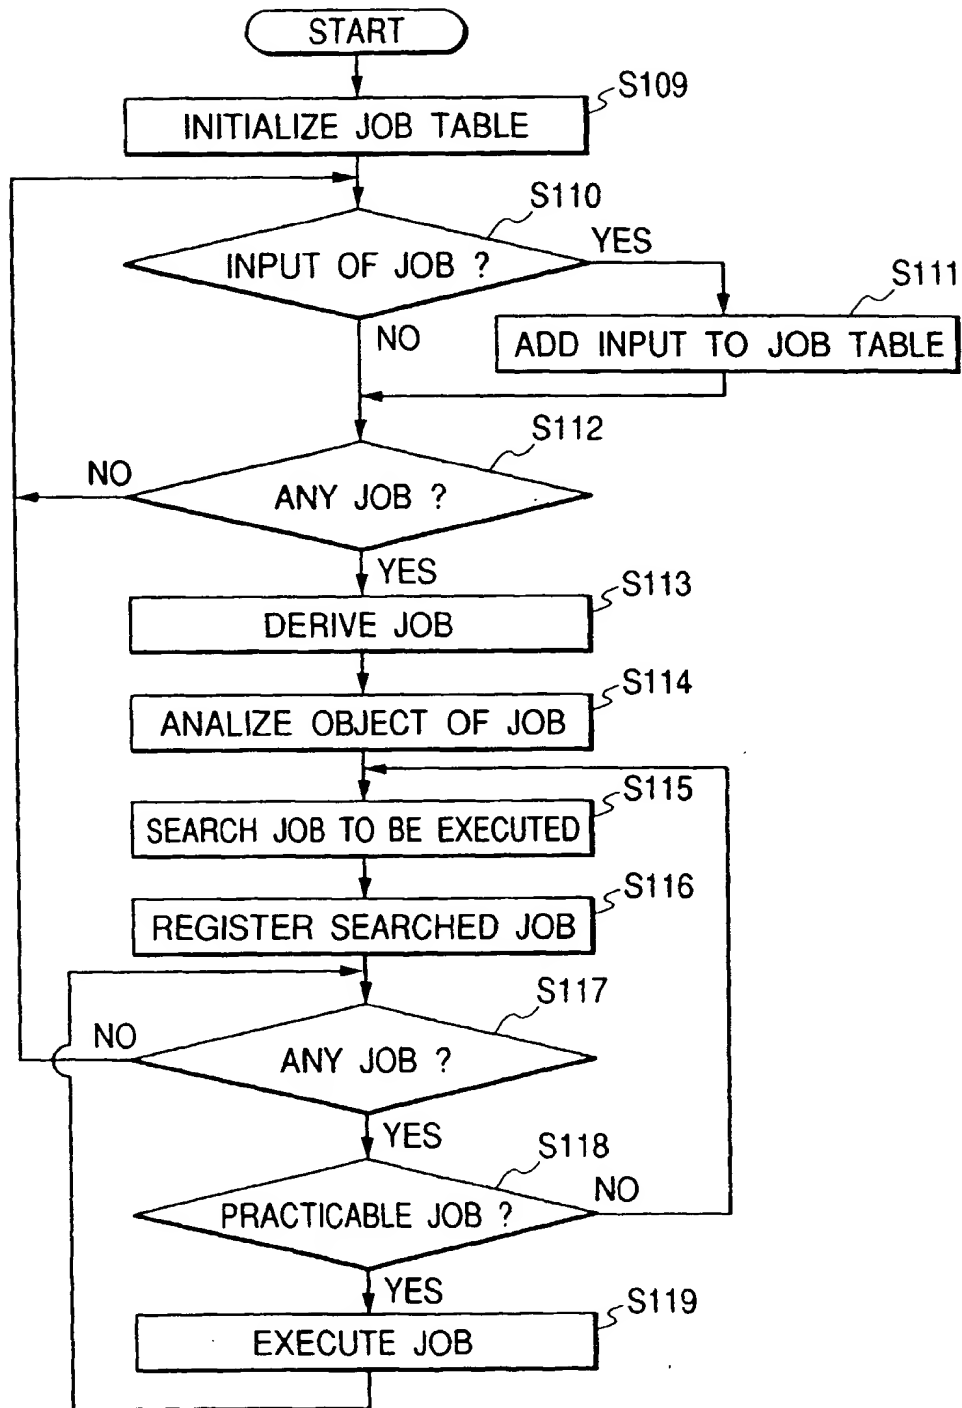 START
S109
INITIALIZE JOB TABLE
S110
INPUT OF JOB ?
YES
S111
NO
ADD INPUT TO JOB TABLE
S112
NO
ANY JOB ?
YES
S113
DERIVE JOB
S114
ANALIZE OBJECT OF JOB
S115
SEARCH JOB TO BE EXECUTED
S116
REGISTER SEARCHED JOB
S117
NO
ANY JOB ?
YES
S118
PRACTICABLE JOB ?
NO
YES
S119
EXECUTE JOB